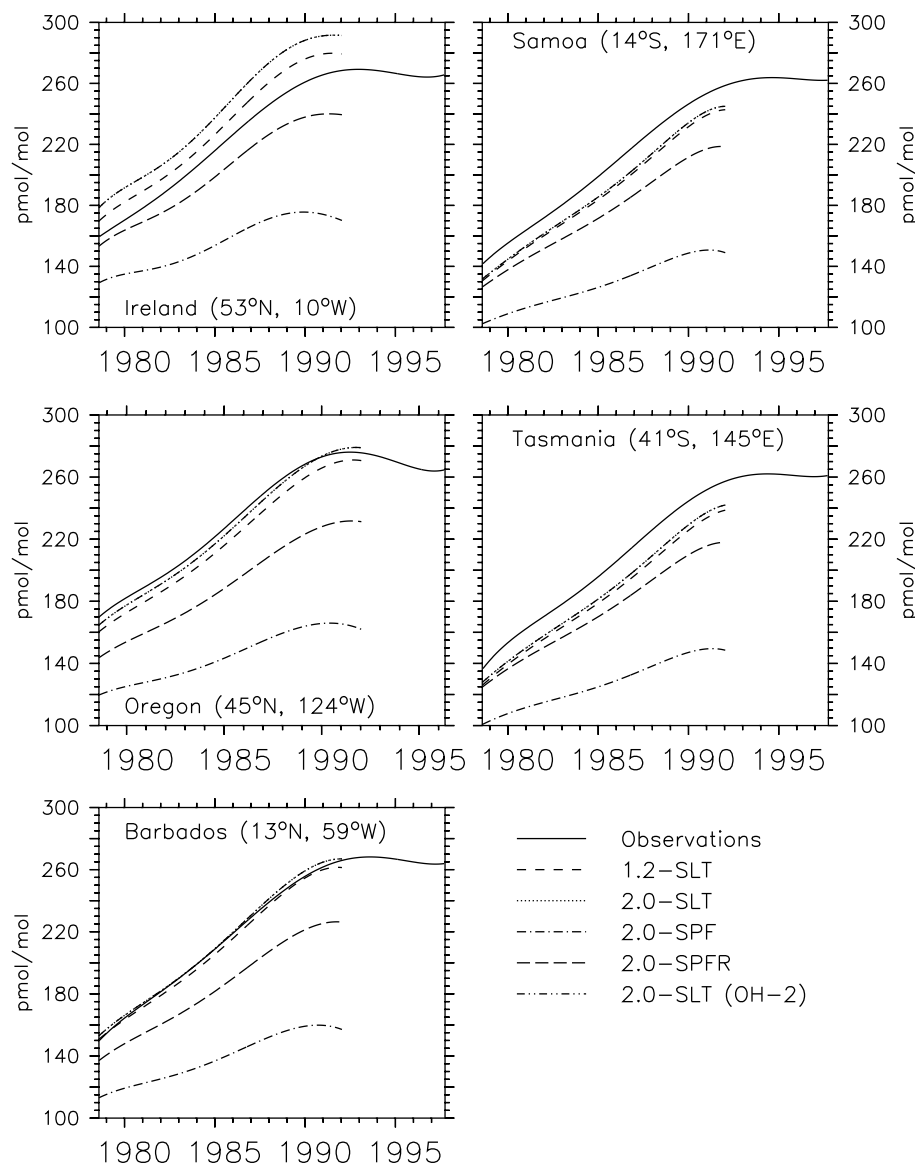 300
260
220
180
140
100
pmol/mol
Ireland (53°N, 10°W)
1980 1985 1990 1995
Samoa (14°S, 171°E)
260
220
180
140
100
pmol/mol
1980 1985 1990 1995
300
260
220
180
140
100
pmol/mol
Oregon (45°N, 124°W)
1980 1985 1990 1995
Tasmania (41°S, 145°E)
260
220
180
140
100
pmol/mol
1980 1985 1990 1995
300
260
220
180
140
100
pmol/mol
Barbados (13°N, 59°W)
1980 1985 1990 1995
Observations
1.2-SLT
2.0-SLT
2.0-SPF
2.0-SPFR
2.0-SLT (OH-2)